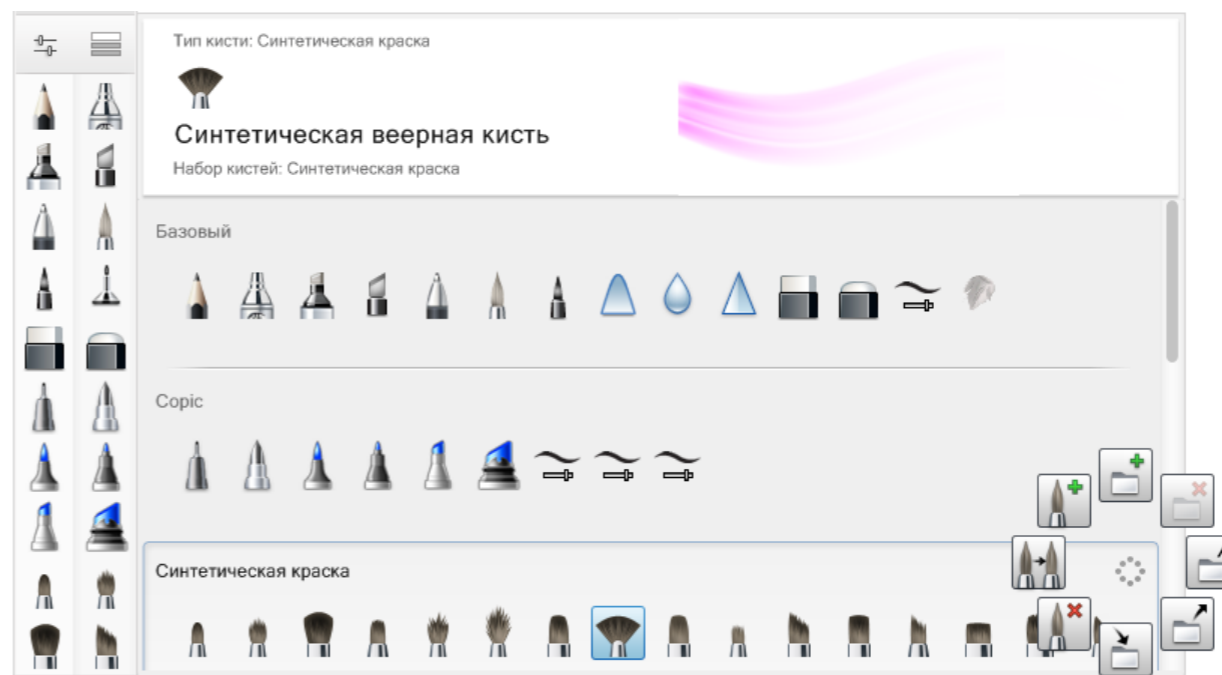 Тип кисти: Синтетическая краска
Синтетическая веерная кисть
Набор кистей: Синтетическая краска
Базовый
Copic
Синтетическая краска